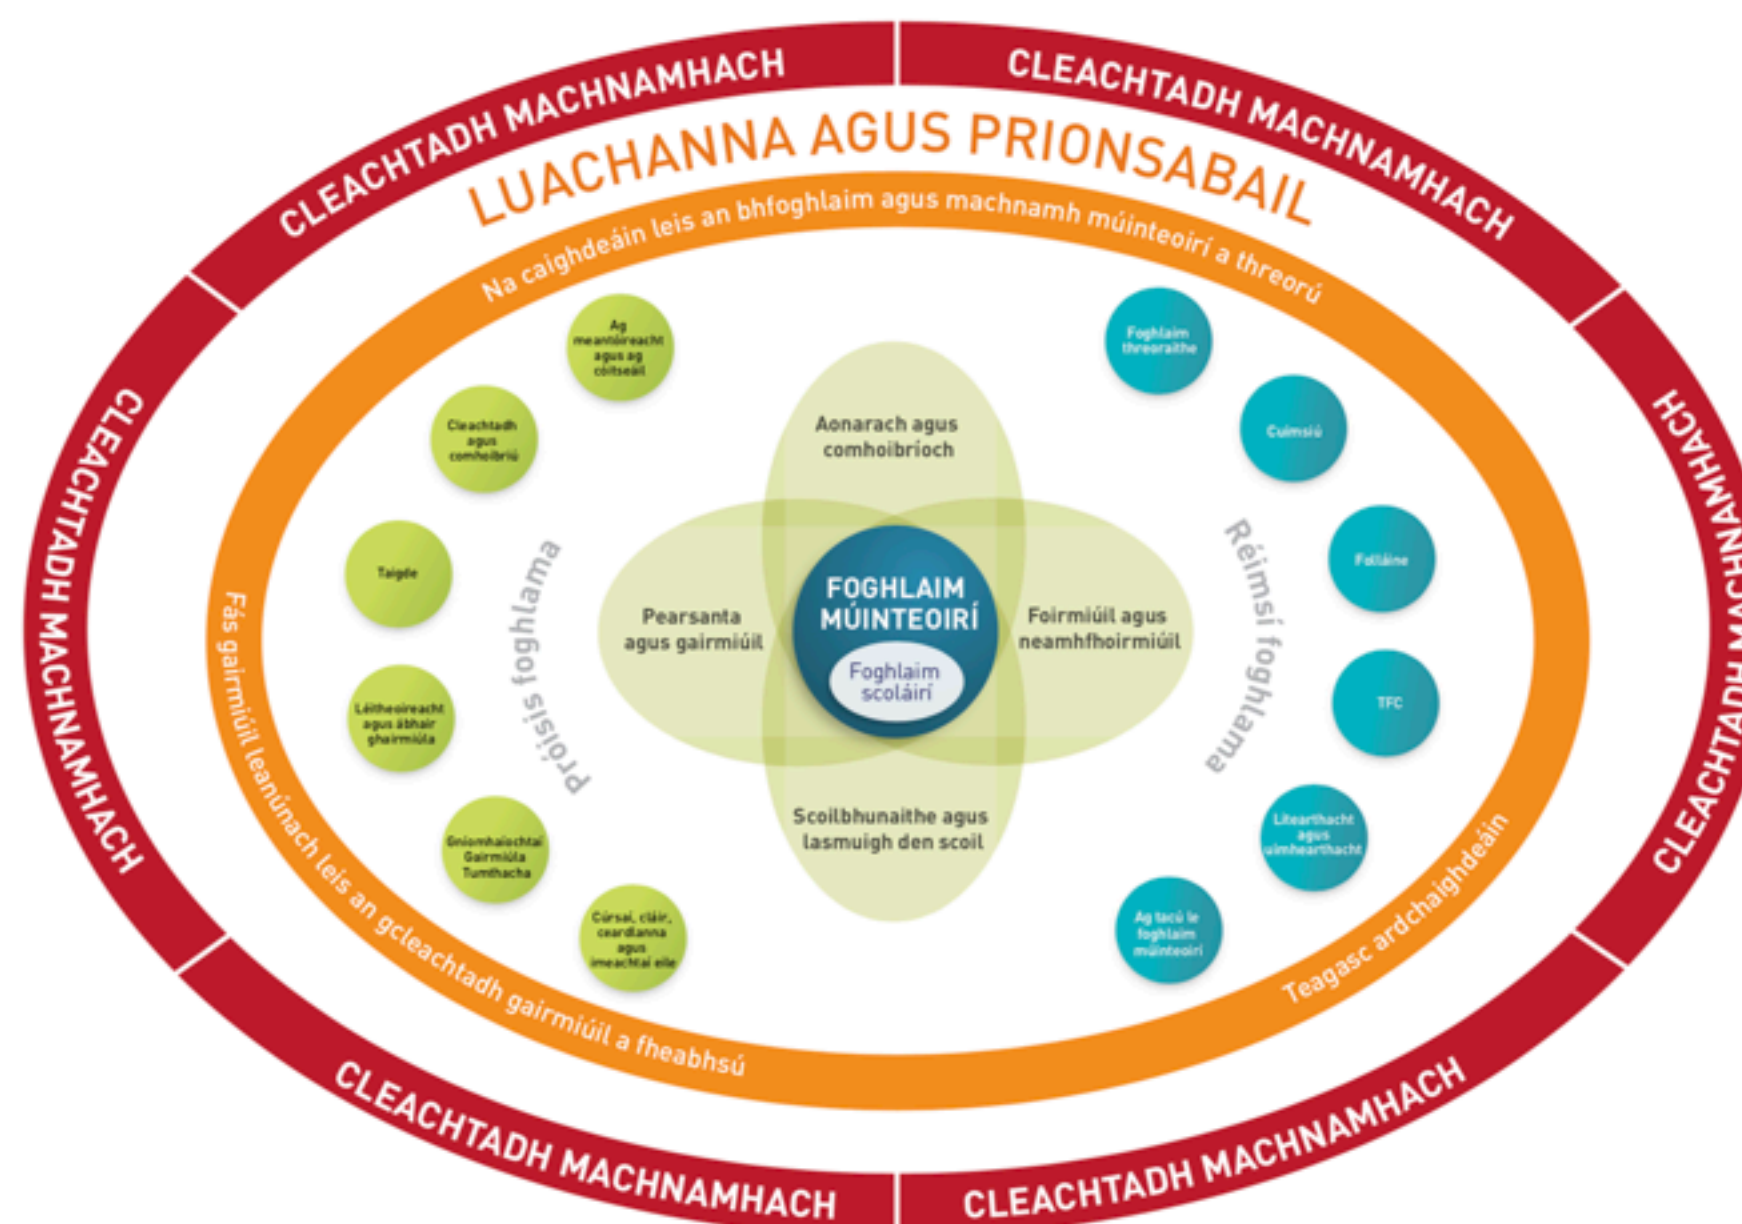 CLEACHTADH MACHNAMHACH
CLEACHTADH MACHNAMHACH
CLEACHTADH MACHNAMHACH
CLEACHTADH MACHNAMHACH
CLEACHTADH MACHNAMHACH
CLEACHTADH MACHNAMHACH
LUACHANNA AGUS PRIONSABAIL
Na caighdeáin leis an bhfoghlaim agus machnamh múinteoirí a threorú
Fás gairmiúil leanúnach leis an gcleachtadh gairmiúil a fheabhsú
Teagasc ardchaighdeáin
Próisis foghlama
Ag
meantóireacht
agus ag
cóitseáil
Cleachtadh
agus
comhoibriú
Taigde
Léitheoireacht
agus ábhair
ghairmiúla
Gníomhaíochtaí
Gairmiúla
Tumthacha
Cúrsaí, cláir,
ceardlanna
agus
imeachtaí eile
Aonarach agus
comhoibríoch
Pearsanta
agus gairmiúil
FOGHLAIM
MÚINTEOIRÍ
Foghlaim
scoláirí
Foirmiúil agus
neamhfhoirmiúil
Scoilbhunaithe agus
lasmuigh den scoil
Réimsí foghlama
Foghlaim
threoraithe
Cuimsiú
Folláine
TFC
Litearthacht
agus
uimhearthacht
Ag tacú le
foghlaim
múinteoirí